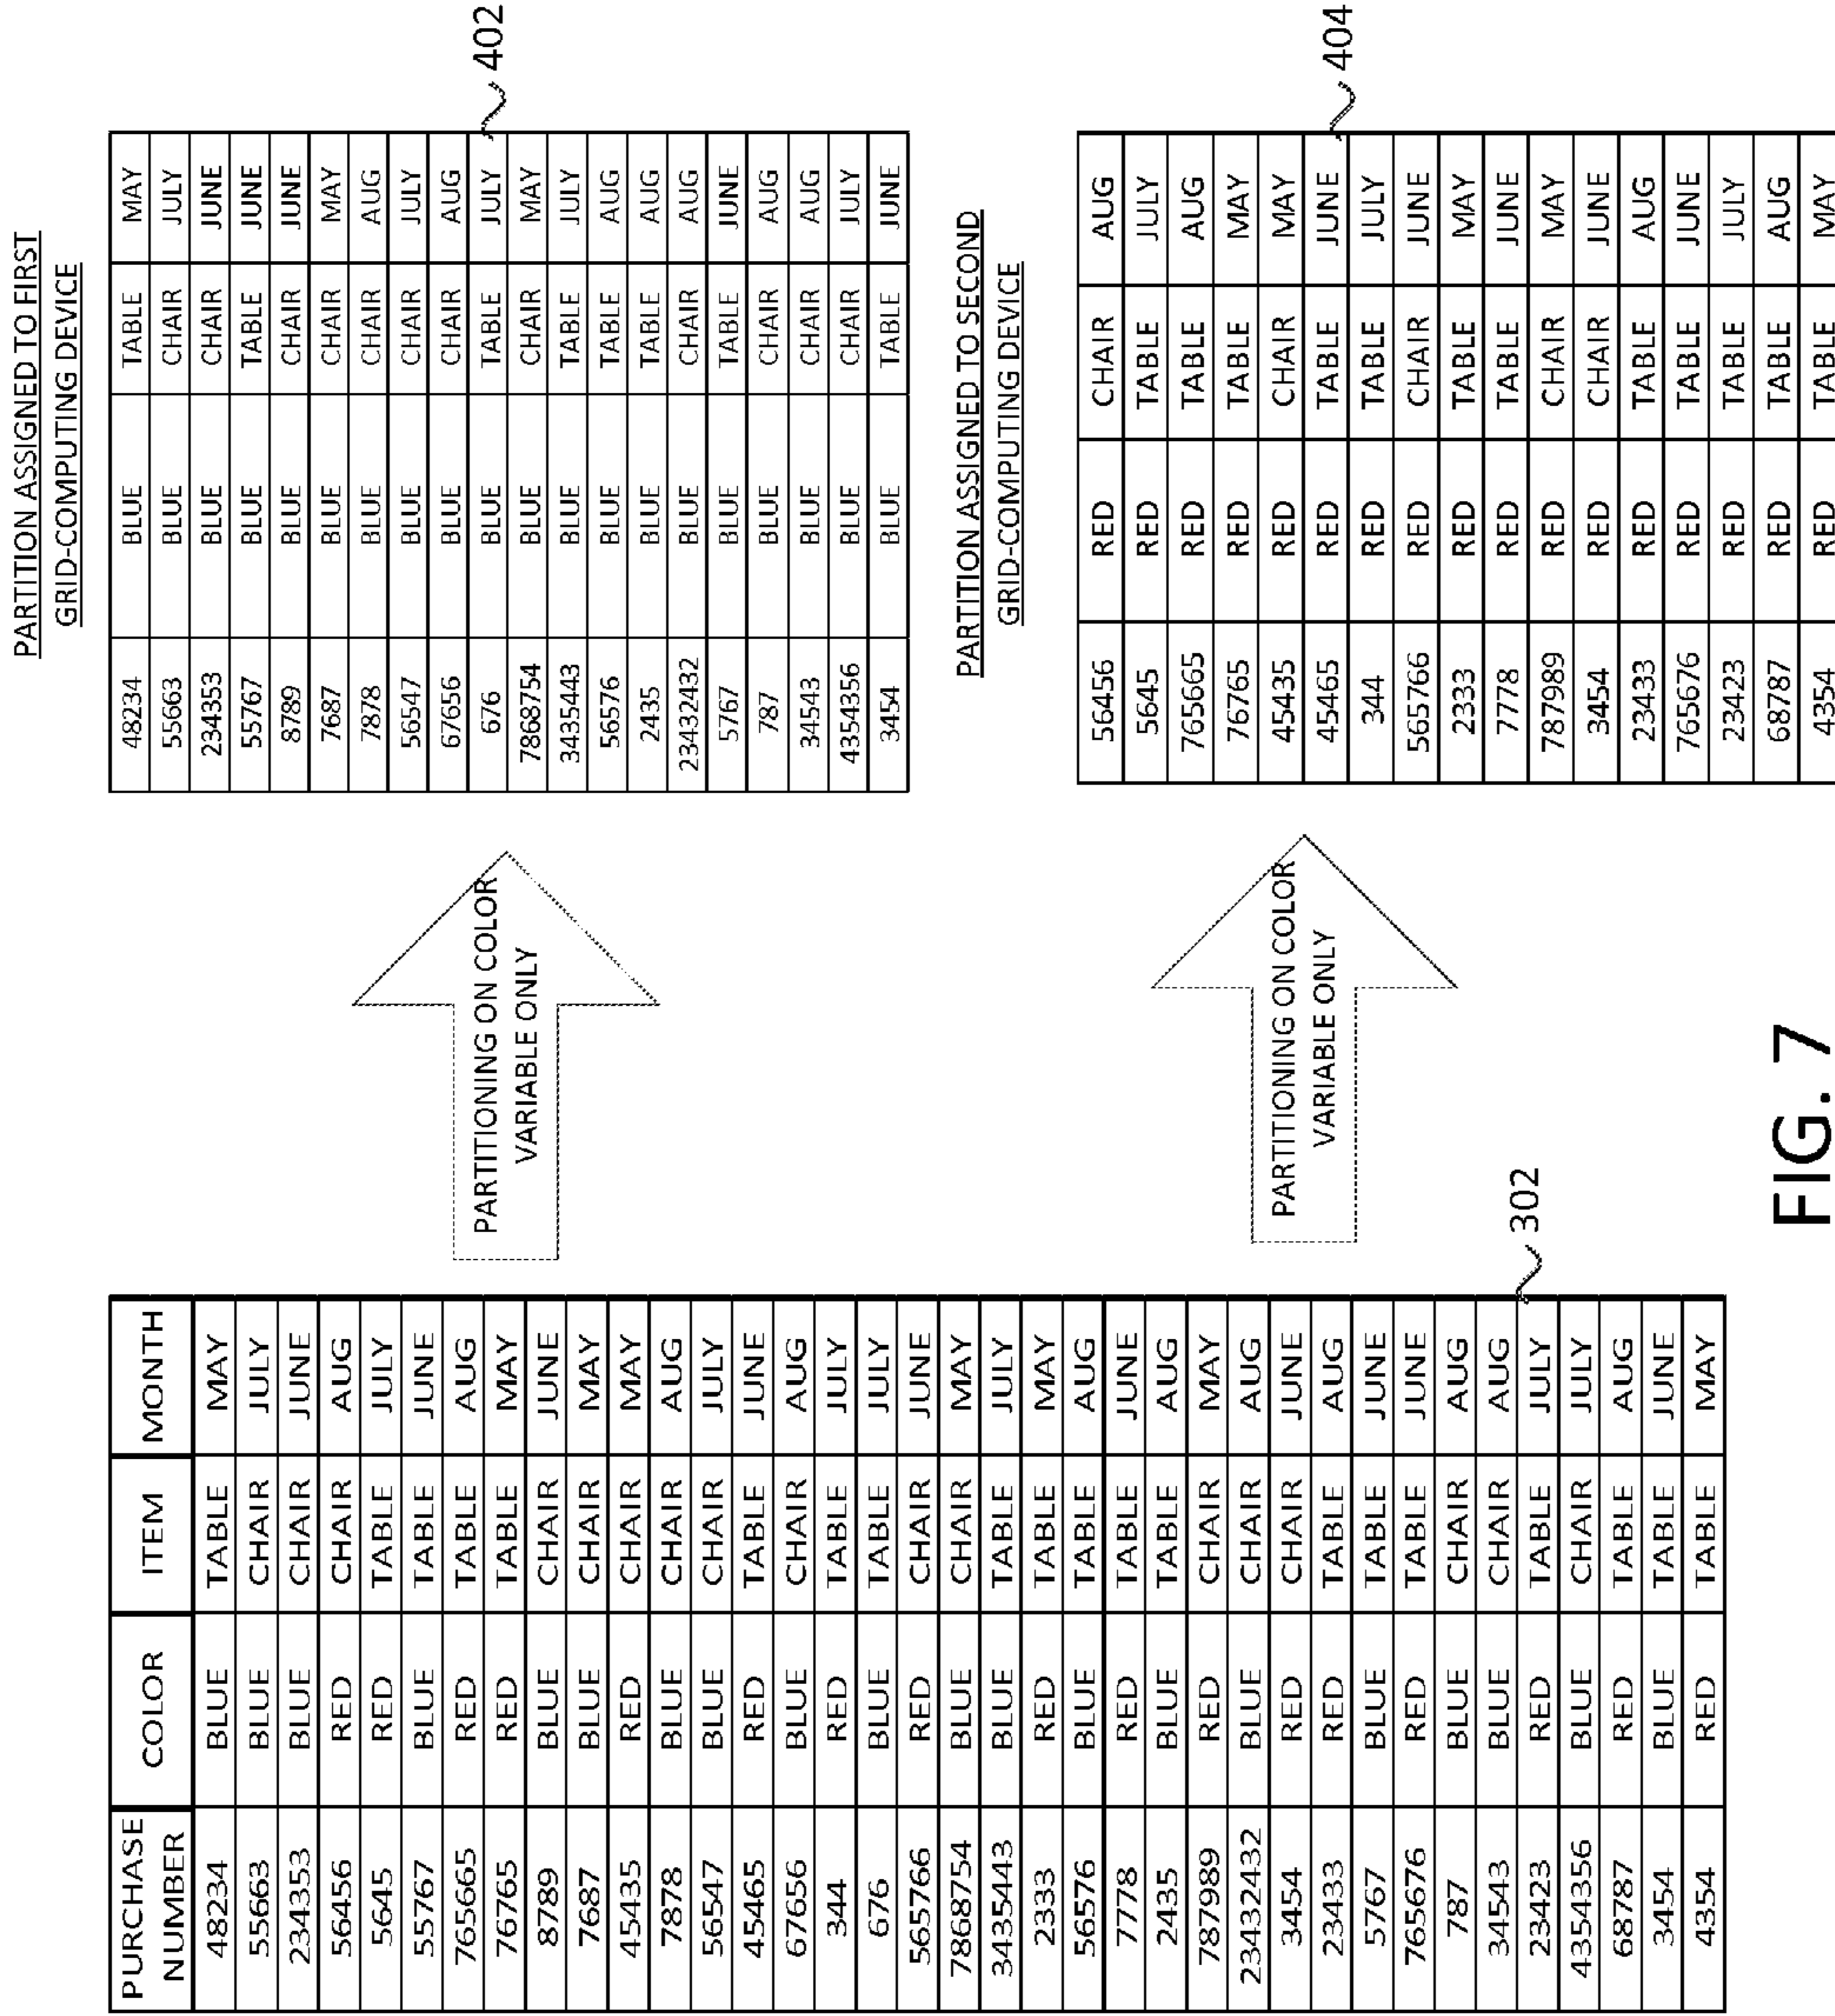 PURCHASE NUMBER COLOR ITEM MONTH
48234 BLUE TABLE MAY
55663 BLUE CHAIR JULY
234353 BLUE CHAIR JUNE
56456 RED CHAIR AUG
5645 RED TABLE JULY
55767 BLUE TABLE JUNE
765665 RED TABLE AUG
76765 RED TABLE MAY
8789 BLUE CHAIR JUNE
7687 BLUE CHAIR MAY
45435 RED CHAIR MAY
7878 BLUE CHAIR AUG
56547 BLUE CHAIR JULY
45465 RED TABLE JUNE
67656 BLUE CHAIR AUG
344 RED TABLE JULY
676 BLUE TABLE JULY
565766 RED CHAIR JUNE
7868754 BLUE CHAIR MAY
3435443 BLUE TABLE JULY
2333 RED TABLE MAY
56576 BLUE TABLE AUG
7778 RED TABLE JUNE
2435 BLUE TABLE AUG
787989 RED CHAIR MAY
23432432 BLUE CHAIR AUG
3454 RED CHAIR JUNE
23433 RED TABLE AUG
5767 BLUE TABLE JUNE
765676 RED TABLE JUNE
787 BLUE CHAIR AUG
345543 BLUE CHAIR AUG
23423 RED TABLE JULY
4354356 BLUE CHAIR JULY
68787 RED TABLE AUG
3454 BLUE TABLE JUNE
4354 RED TABLE MAY
302
PARTITIONING ON COLOR
VARIABLE ONLY
PARTITIONING ON COLOR
VARIABLE ONLY
PARTITION ASSIGNED TO FIRST
GRID-COMPUTING DEVICE
48234 BLUE TABLE MAY
55663 BLUE CHAIR JULY
234353 BLUE CHAIR JUNE
55767 BLUE TABLE JUNE
8789 BLUE CHAIR JUNE
7687 BLUE CHAIR MAY
7878 BLUE CHAIR AUG
56547 BLUE CHAIR JULY
67656 BLUE CHAIR AUG
676 BLUE TABLE JULY
7868754 BLUE CHAIR MAY
3435443 BLUE TABLE JULY
56576 BLUE TABLE AUG
2435 BLUE TABLE AUG
23432432 BLUE CHAIR AUG
5767 BLUE TABLE JUNE
787 BLUE CHAIR AUG
345543 BLUE CHAIR AUG
4354356 BLUE CHAIR JULY
3454 BLUE TABLE JUNE
402
PARTITION ASSIGNED TO SECOND
GRID-COMPUTING DEVICE
56456 RED CHAIR AUG
5645 RED TABLE JULY
765665 RED TABLE AUG
76765 RED TABLE MAY
45435 RED CHAIR MAY
45465 RED TABLE JUNE
344 RED TABLE JULY
565766 RED CHAIR JUNE
2333 RED TABLE MAY
7778 RED TABLE JUNE
787989 RED CHAIR MAY
3454 RED CHAIR JUNE
23433 RED TABLE AUG
765676 RED TABLE JUNE
23423 RED TABLE JULY
68787 RED TABLE AUG
4354 RED TABLE MAY
404
FIG. 7